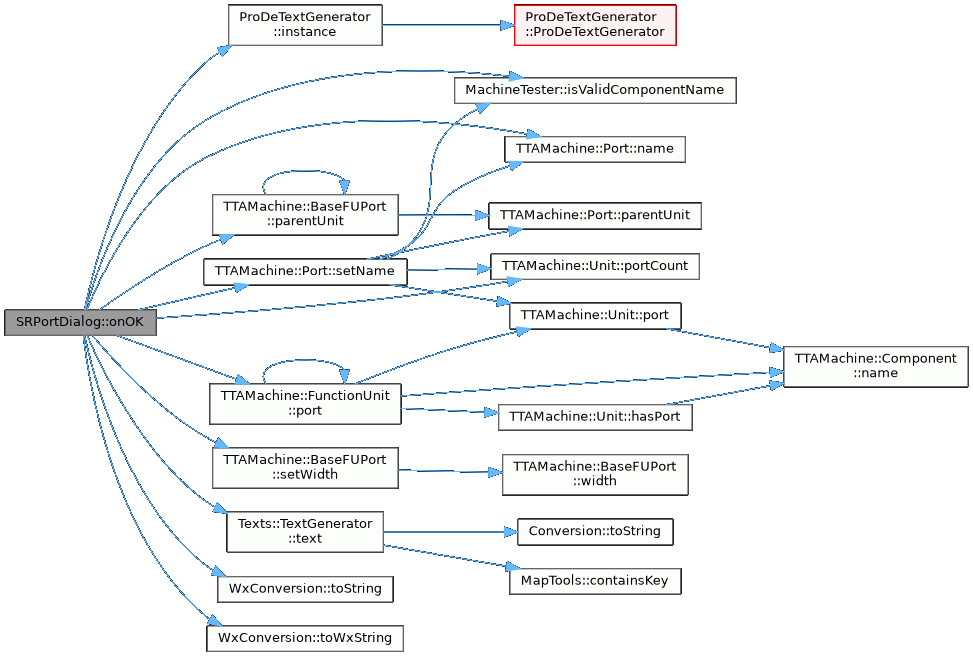 ProDeTextGenerator
::instance
ProDeTextGenerator
::ProDeTextGenerator
MachineTester::isValidComponentName
TTAMachine::Port::name
TTAMachine::BaseFUPort
::parentUnit
TTAMachine::Port::parentUnit
TTAMachine::Port::setName
TTAMachine::Unit::portCount
SRPortDialog::onOK
TTAMachine::Unit::port
TTAMachine::Component
::name
TTAMachine::FunctionUnit
::port
TTAMachine::Unit::hasPort
TTAMachine::BaseFUPort
::setWidth
TTAMachine::BaseFUPort
::width
Texts::TextGenerator
::text
Conversion::toString
MapTools::containsKey
WxConversion::toString
WxConversion::toWxString